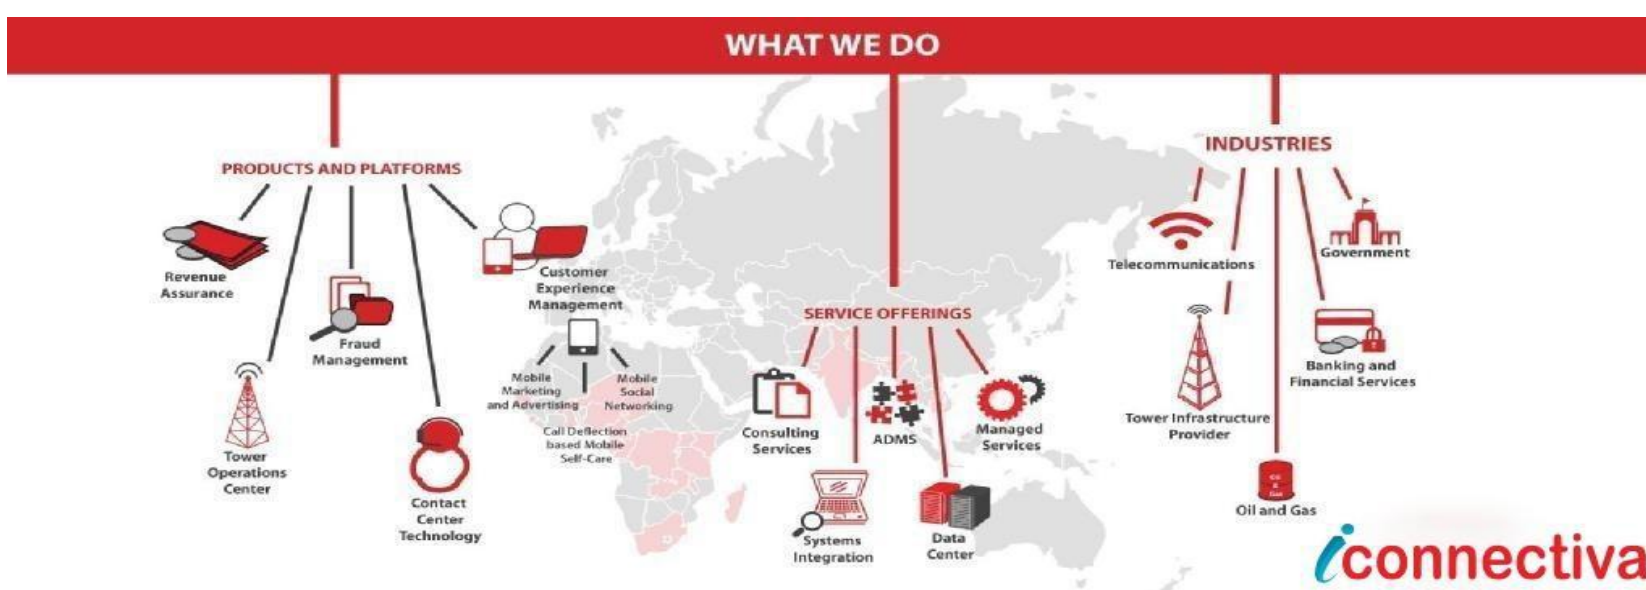 WHAT WE DO
PRODUCTS AND PLATFORMS
Revenue
Assurance
Tower
Operations
Center
Fraud
Management
Contact
Center
Technology
Customer
Experience
Management
Mobile
Marketing
and Advertising
Call Deflection
based Mobile
Self-Care
Mobile
Social
Networking
SERVICE OFFERINGS
Consulting
Services
Systems
Integration
ADMS
Data
Center
Managed
Services
INDUSTRIES
Telecommunications
Tower Infrastructure
Provider
Oil and Gas
Banking and
Financial Services
Government
iconnectiva